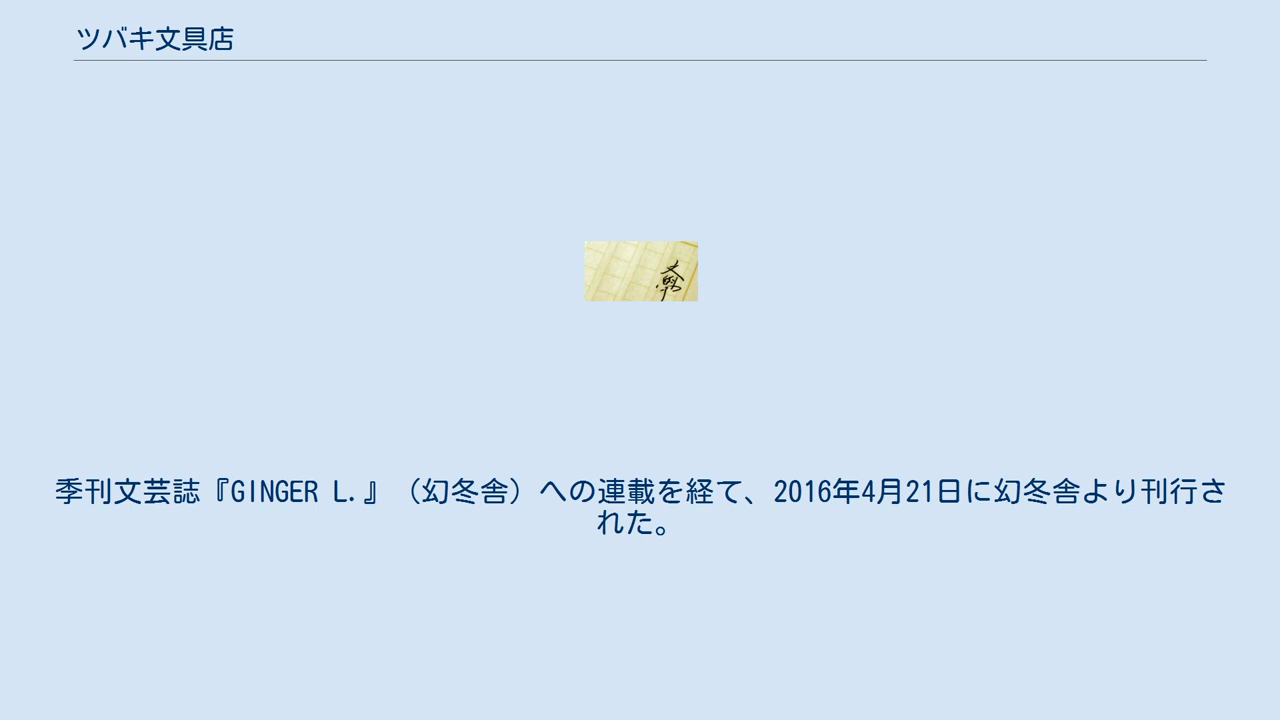 ツバキ文具店
季刊文芸誌『GINGER L.』（幻冬舎）への連載を経て、2016年4月21日に幻冬舎より刊行さ
れた。